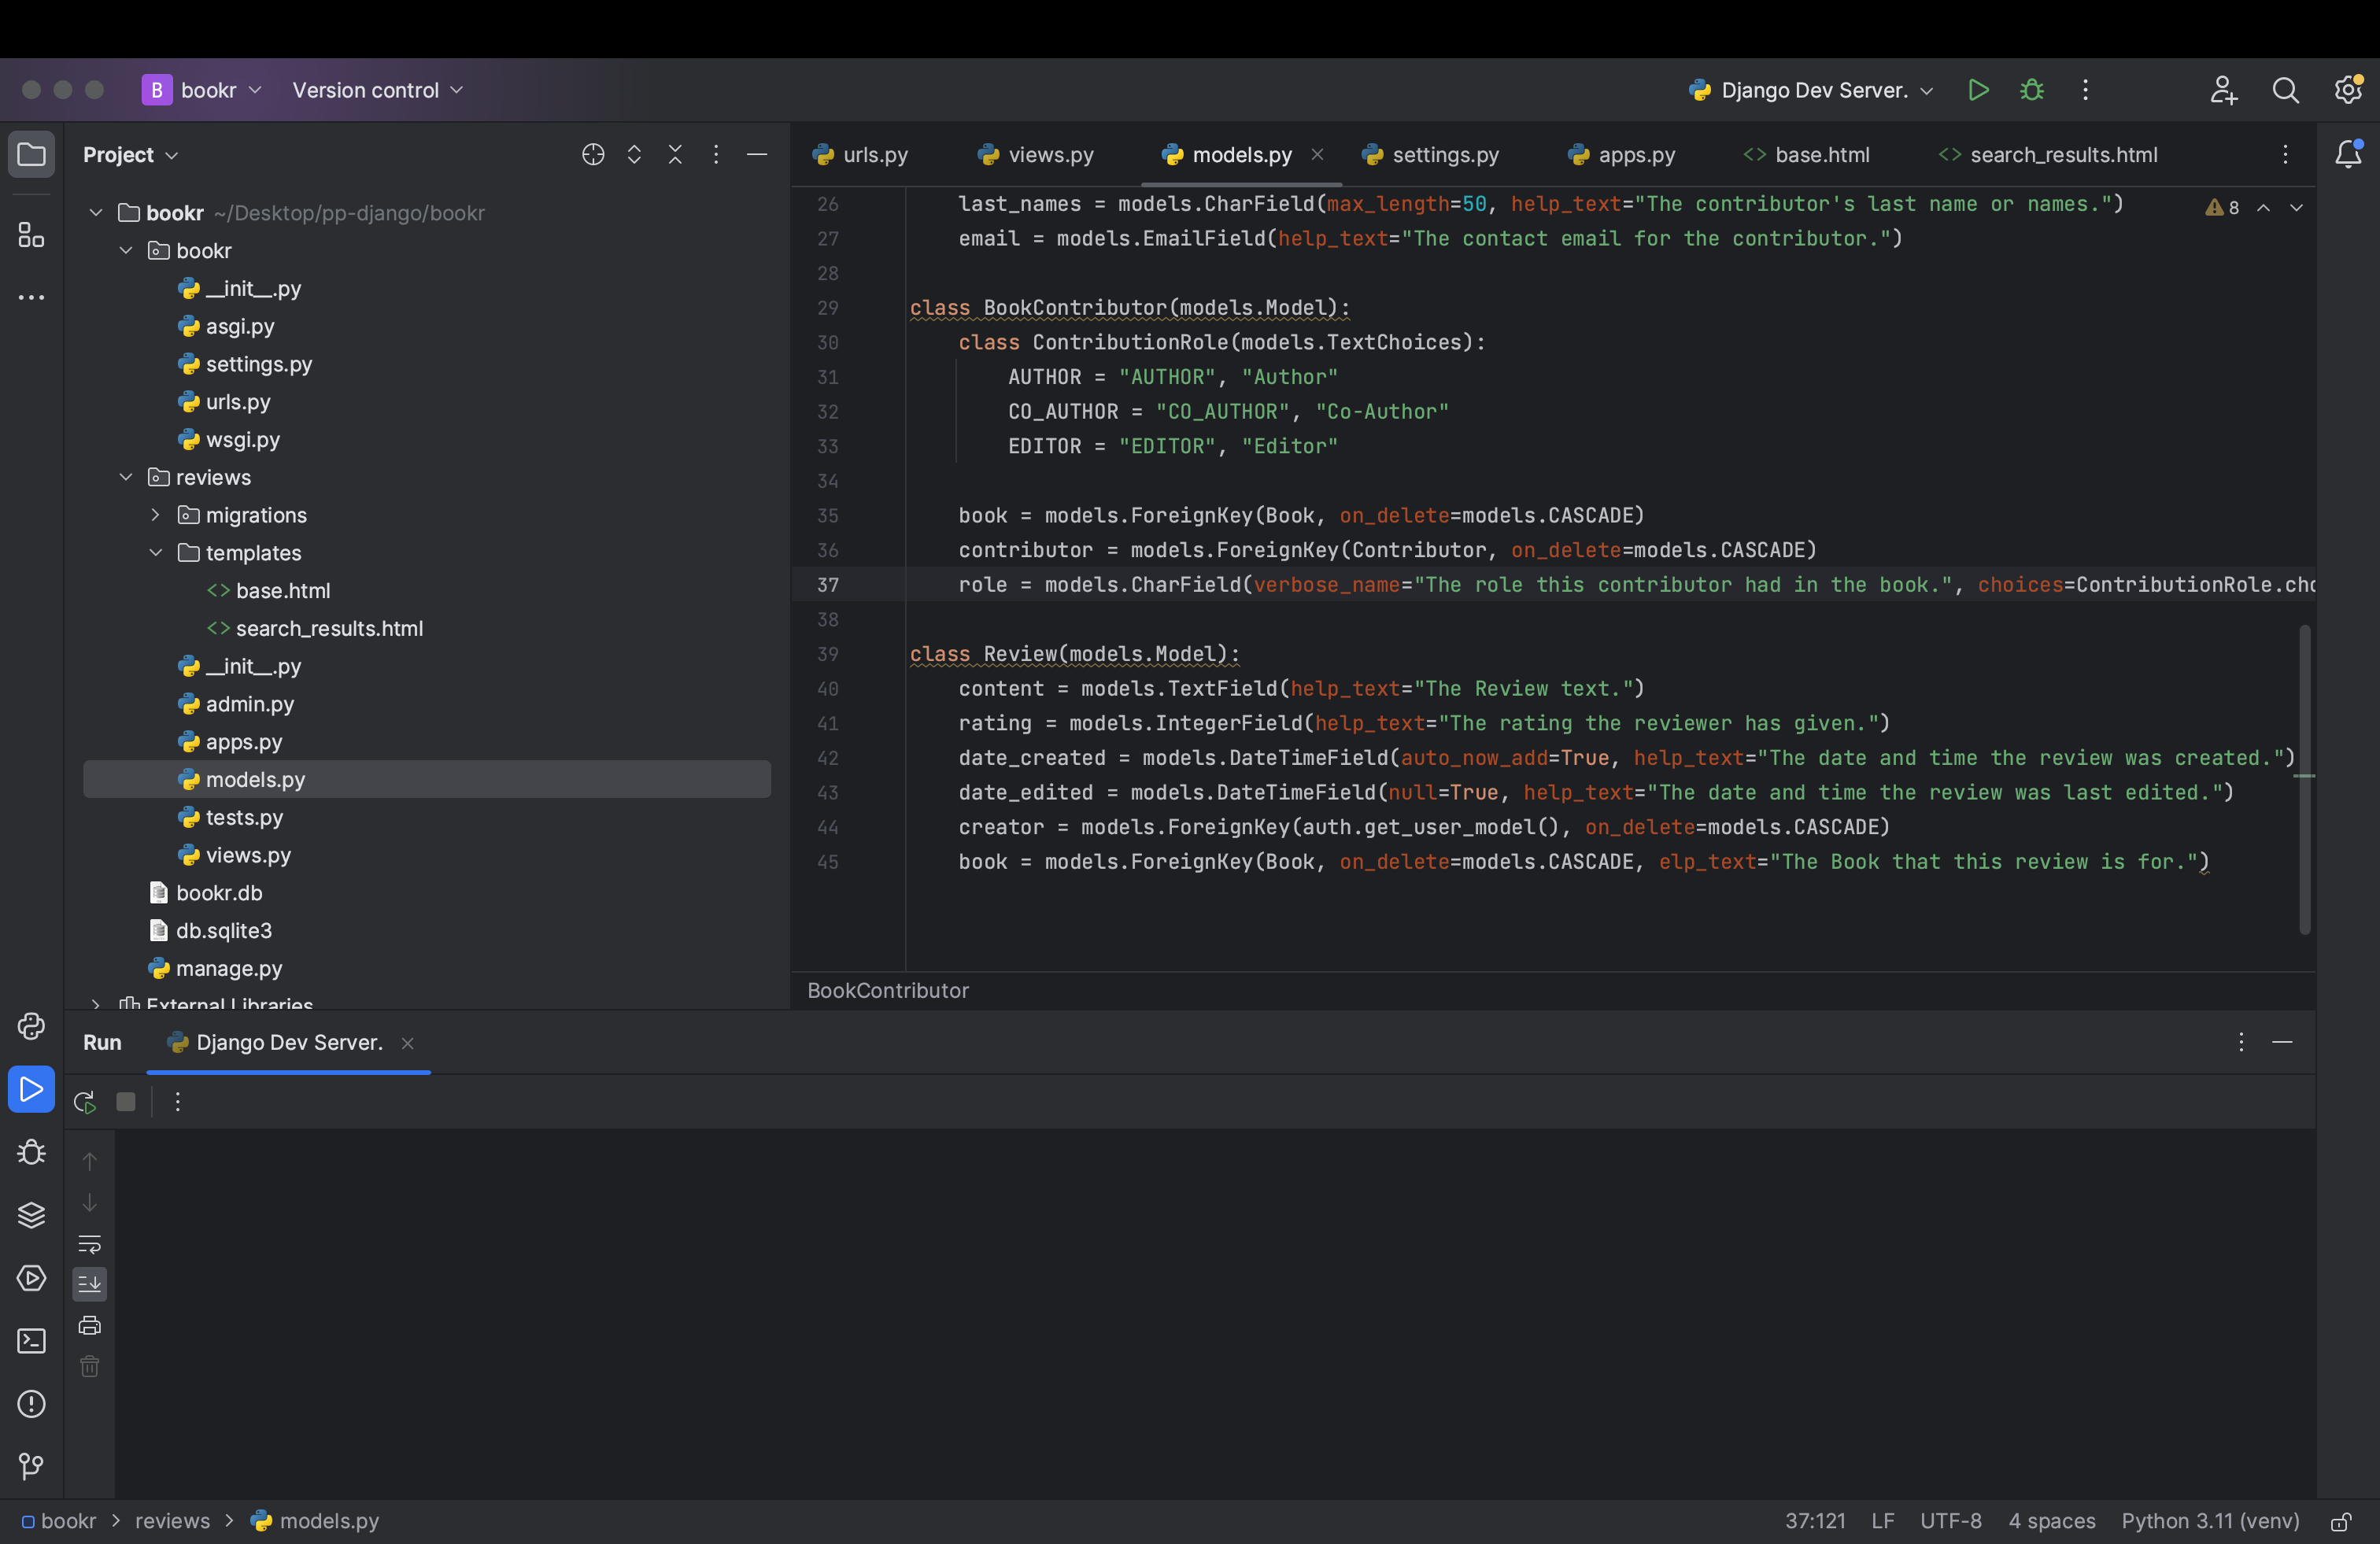 B bookr Version control Django Dev Server.
Project
bookr ~/Desktop/pp-django/bookr
bookr
__init__.py
asgi.py
settings.py
urls.py
wsgi.py
reviews
migrations
templates
base.html
search_results.html
__init__.py
admin.py
apps.py
models.py
tests.py
views.py
bookr.db
db.sqlite3
manage.py
External Libraries
urls.py views.py models.py settings.py apps.py base.html search_results.html
8
26 last_names = models.CharField(max_length=50, help_text="The contributor's last name or names.")
27 email = models.EmailField(help_text="The contact email for the contributor.")
28
29 class BookContributor(models.Model):
30 class ContributionRole(models.TextChoices):
31 AUTHOR = "AUTHOR", "Author"
32 CO_AUTHOR = "CO_AUTHOR", "Co-Author"
33 EDITOR = "EDITOR", "Editor"
34
35 book = models.ForeignKey(Book, on_delete=models.CASCADE)
36 contributor = models.ForeignKey(Contributor, on_delete=models.CASCADE)
37 role = models.CharField(verbose_name="The role this contributor had in the book.", choices=ContributionRole.cho
38
39 class Review(models.Model):
40 content = models.TextField(help_text="The Review text.")
41 rating = models.IntegerField(help_text="The rating the reviewer has given.")
42 date_created = models.DateTimeField(auto_now_add=True, help_text="The date and time the review was created.")
43 date_edited = models.DateTimeField(null=True, help_text="The date and time the review was last edited.")
44 creator = models.ForeignKey(auth.get_user_model(), on_delete=models.CASCADE)
45 book = models.ForeignKey(Book, on_delete=models.CASCADE, elp_text="The Book that this review is for.")
BookContributor
Run Django Dev Server.
bookr > reviews > models.py 37:121 LF UTF-8 4 spaces Python 3.11 (venv)